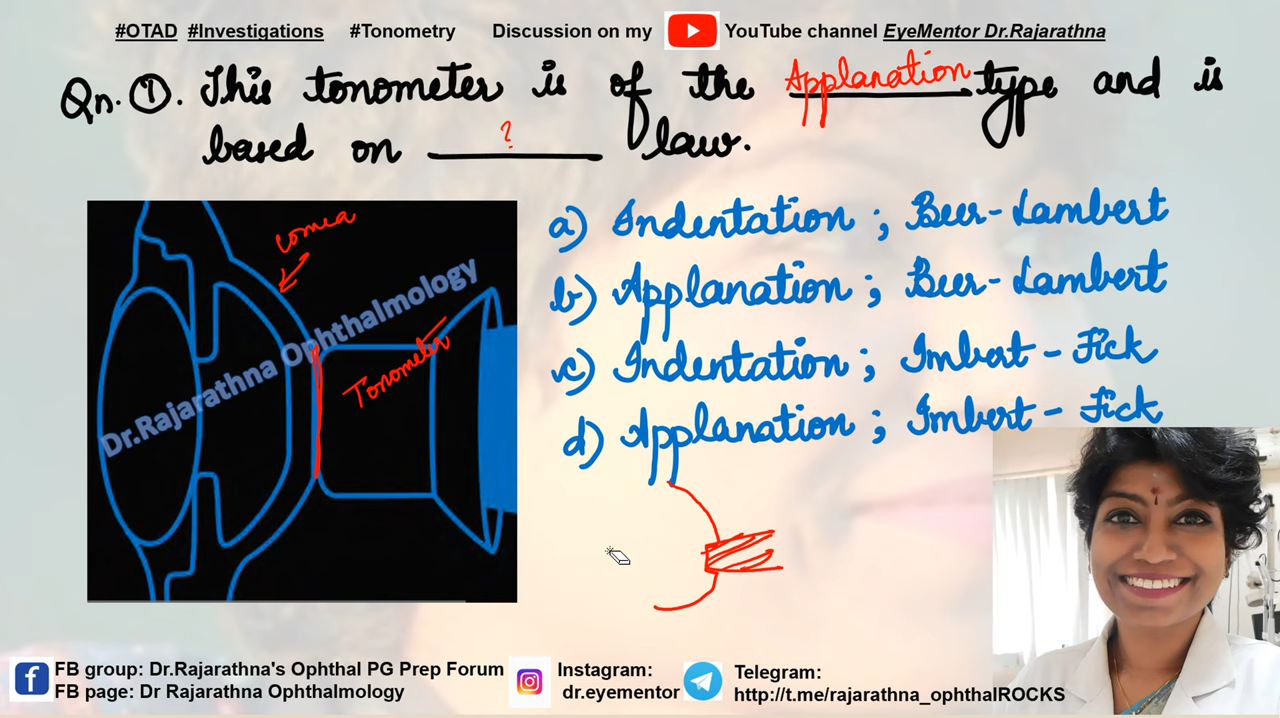 #OTAD #Investigations #Tonometry Discussion on my YouTube channel EyeMentor Dr.Rajarathna
Qn. ①. This tonometer is of the Applanation type and is
based on ? law.
cornea
Dr.Rajarathna Ophthalmology
Tonometer
a) Indentation ; Beer-Lambert
b) Applanation ; Beer-Lambert
c) Indentation ; Imbert-Fick
d) Applanation ; Imbert-Fick
FB group: Dr.Rajarathna's Ophthal PG Prep Forum
FB page: Dr Rajarathna Ophthalmology
Instagram:
dr.eyementor
Telegram:
http://t.me/rajarathna_ophthalROCKS